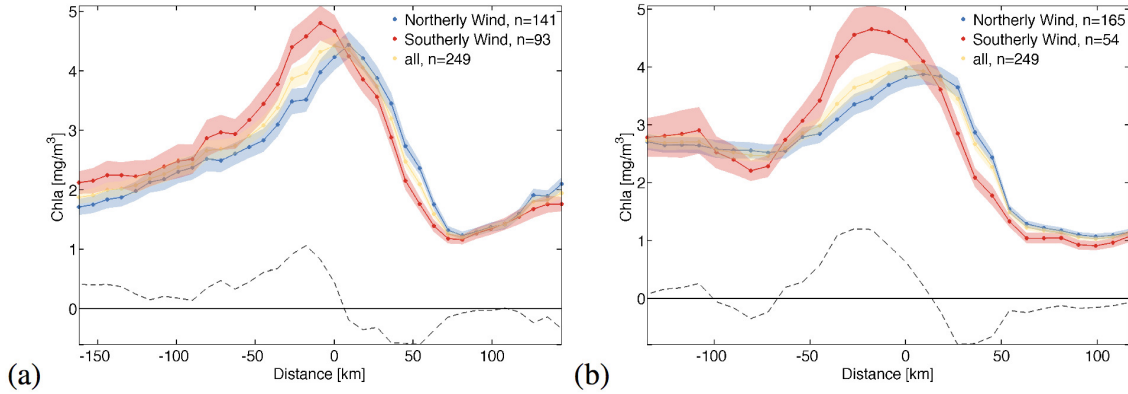 5
4
3
2
1
0
Chla [mg/m³]
Northerly Wind, n=141
Southerly Wind, n=93
all, n=249
-150
-100
-50
0
50
100
Distance [km]
(a)
5
4
3
2
1
0
Chla [mg/m³]
Northerly Wind, n=165
Southerly Wind, n=54
all, n=249
-100
-50
0
50
100
Distance [km]
(b)